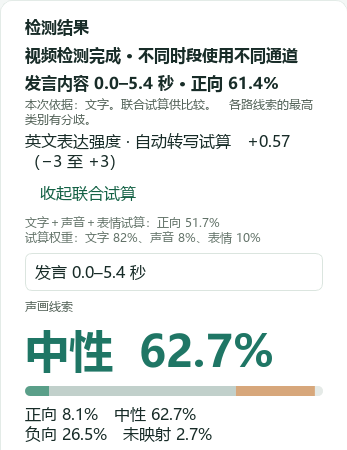 检测结果
视频检测完成 • 不同时段使用不同通道
发言内容 0.0–5.4 秒 • 正向 61.4%
本次依据：文字。联合试算供比较。 各路线索的最高
类别有分歧。
英文表达强度 · 自动转写试算 +0.57
（−3 至 +3）
收起联合试算
文字＋声音＋表情试算：正向 51.7%
试算权重：文字 82%、声音 8%、表情 10%
发言 0.0–5.4 秒
声画线索
中性 62.7%
正向 8.1% 中性 62.7%
负向 26.5% 未映射 2.7%